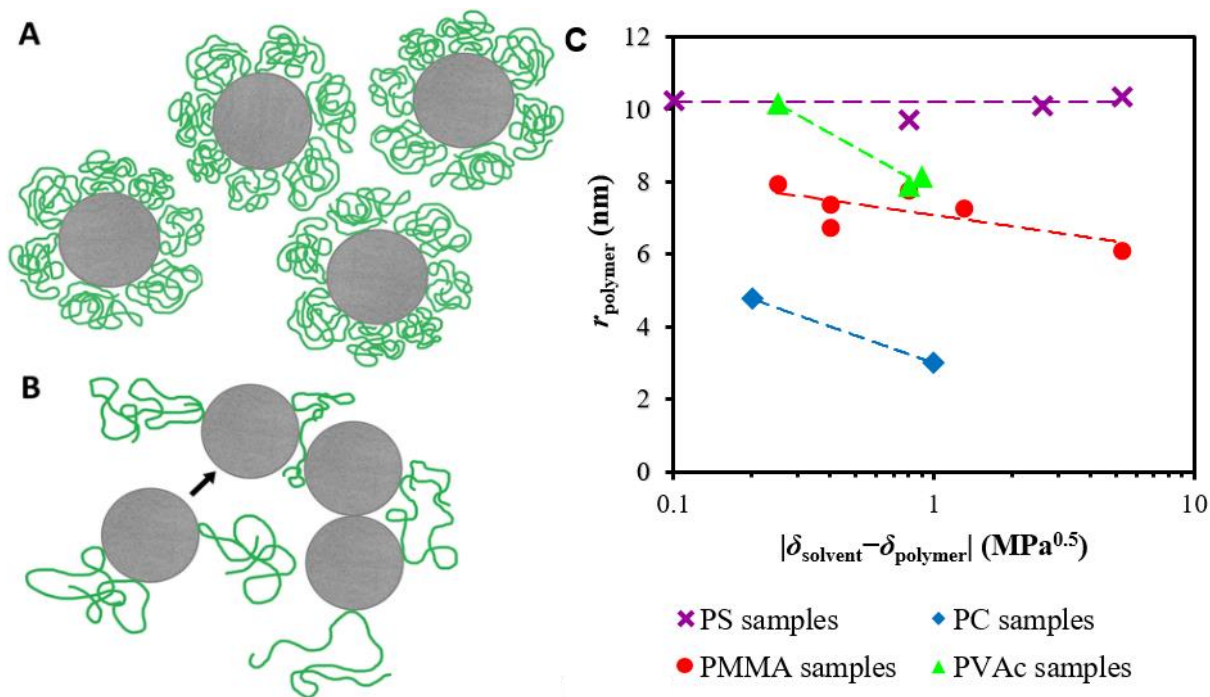 A
B
C
12
10
8
6
4
2
0
r_polymer (nm)
0.1 1 10
|δ_solvent−δ_polymer| (MPa^0.5)
PS samples PC samples
PMMA samples PVAc samples